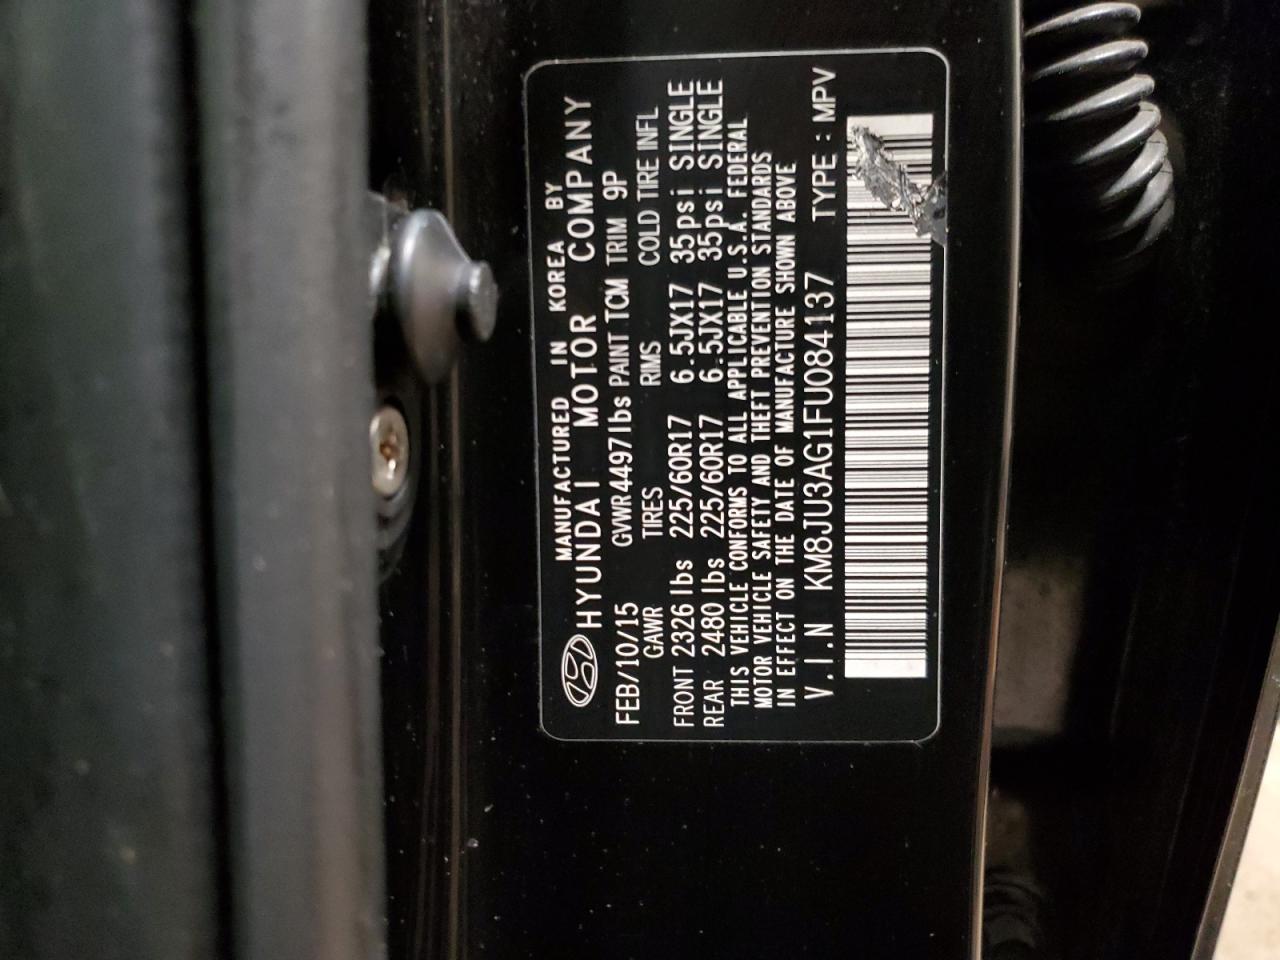 MANUFACTURED IN KOREA BY
HYUNDAI MOTOR COMPANY
FEB/10/15 GVWR4497lbs PAINT TCM TRIM 9P
GAWR TIRES RIMS COLD TIRE INFL
FRONT 2326 lbs 225/60R17 6.5JX17 35psi SINGLE
REAR 2480 lbs 225/60R17 6.5JX17 35psi SINGLE
THIS VEHICLE CONFORMS TO ALL APPLICABLE U.S.A. FEDERAL
MOTOR VEHICLE SAFETY AND THEFT PREVENTION STANDARDS
IN EFFECT ON THE DATE OF MANUFACTURE SHOWN ABOVE
V.I.N KM8JU3AG1FU084137 TYPE : MPV